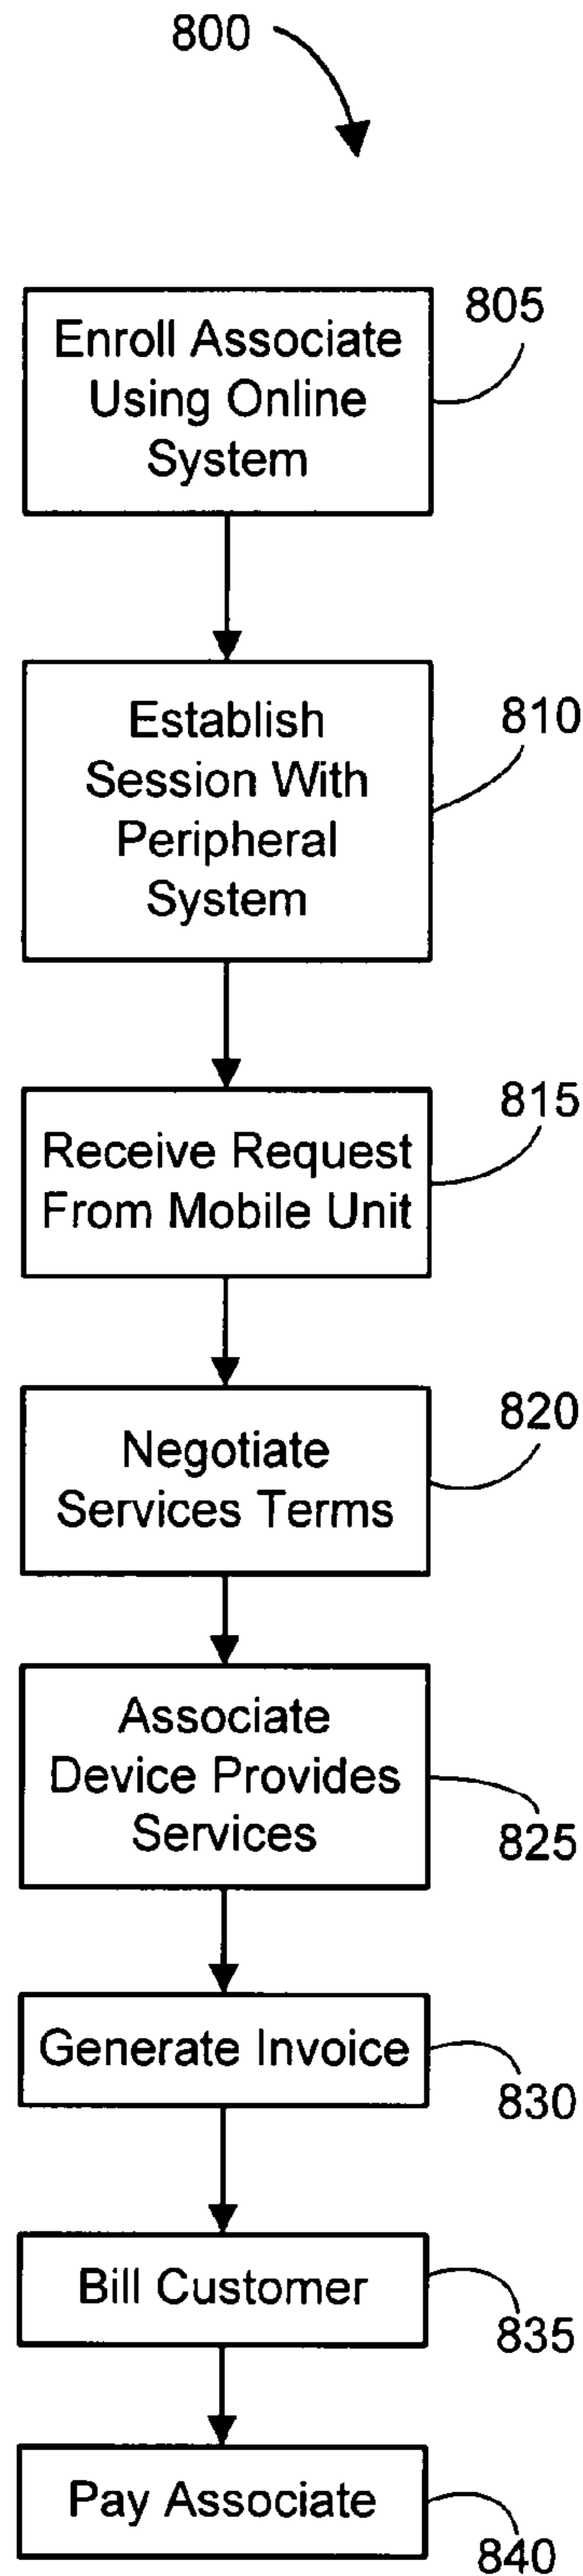 800
Enroll Associate
Using Online
System
805
Establish
Session With
Peripheral
System
810
Receive Request
From Mobile Unit
815
Negotiate
Services Terms
820
Associate
Device Provides
Services
825
Generate Invoice
830
Bill Customer
835
Pay Associate
840